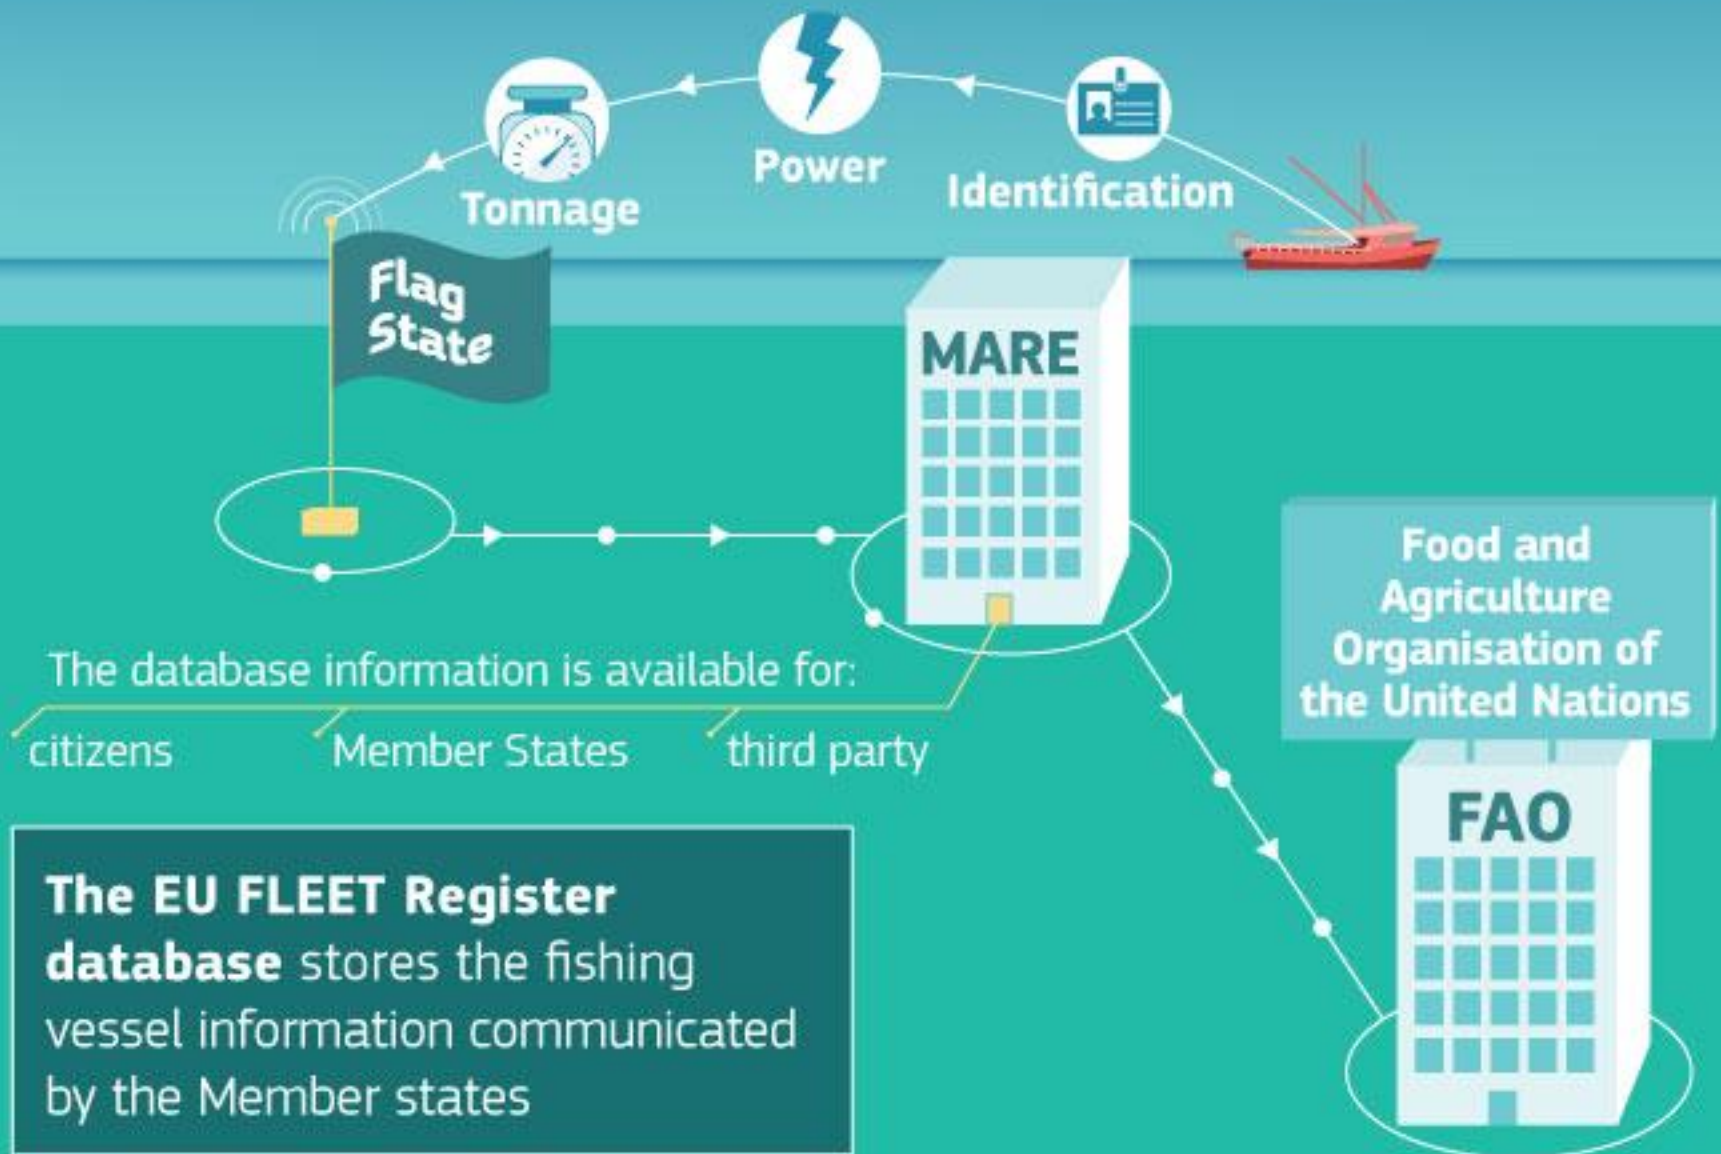 Power
Identification
Tonnage
Flag
State
MARE
Food and
Agriculture
Organisation of
the United Nations
FAO
The database information is available for:
citizens
Member States
third party
The EU FLEET Register
database stores the fishing
vessel information communicated
by the Member states